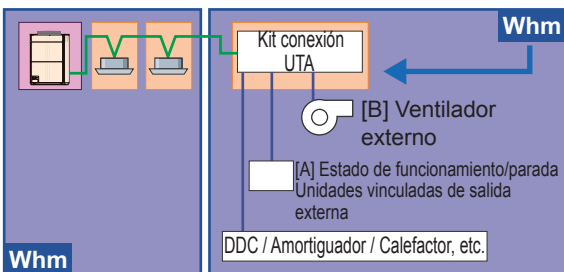 Whm
Kit conexión
UTA
[B] Ventilador
externo
[A] Estado de funcionamiento/parada
Unidades vinculadas de salida
externa
DDC / Amortiguador / Calefactor, etc.
Whm